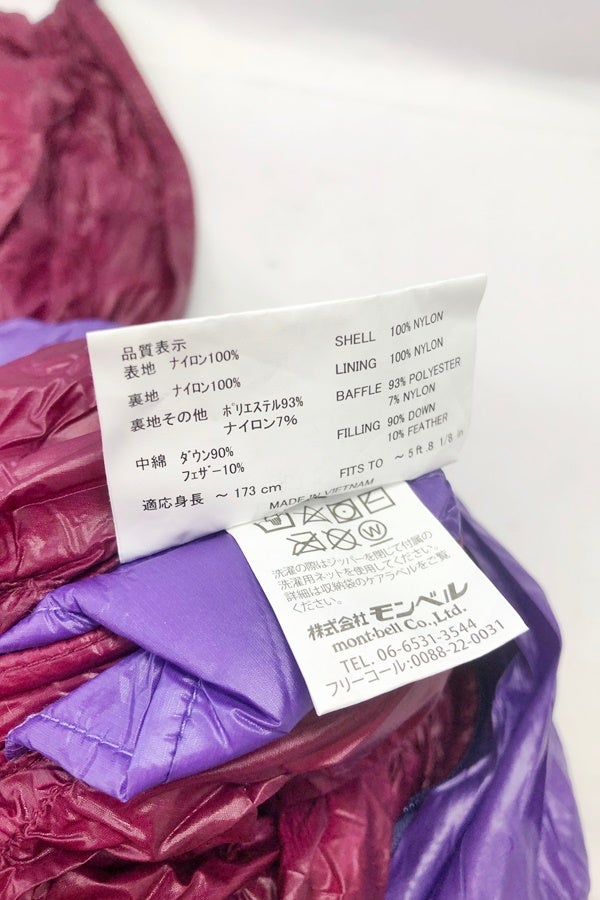 品質表示
表地 ナイロン100%
裏地 ナイロン100%
裏地その他 ポリエステル93%
ナイロン7%
中綿 ダウン90%
フェザー10%
適応身長 ～ 173 cm
SHELL 100% NYLON
LINING 100% NYLON
BAFFLE 93% POLYESTER
7% NYLON
FILLING 90% DOWN
10% FEATHER
FITS TO ～ 5 ft .8 1/8 in
MADE IN VIETNAM
W
洗濯の際はジッパーを閉じて付属の
洗濯用ネットを使用してください。
詳細は収納袋のケアラベルをご覧
ください。
株式会社 モンベル
mont-bell Co.,Ltd.
TEL. 06-6531-3544
フリーコール:0088-22-0031